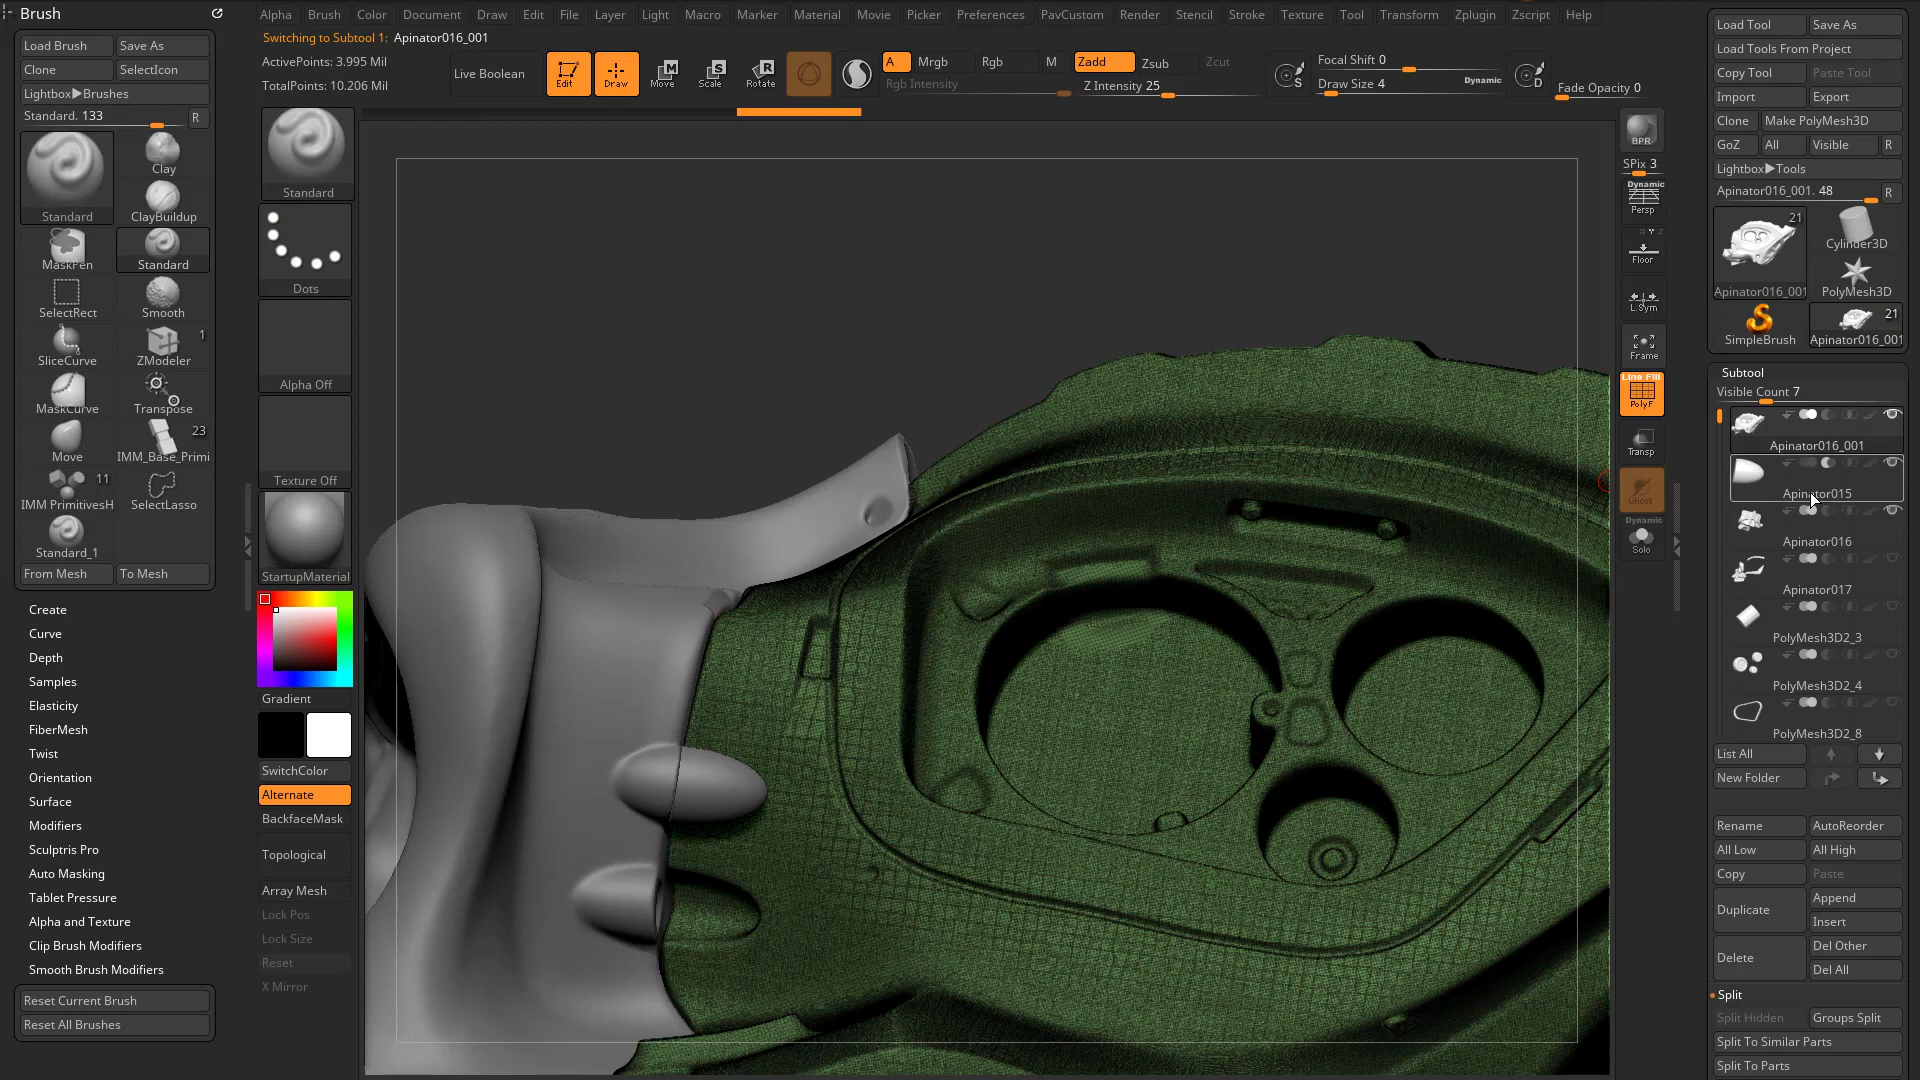 Brush
Alpha Brush Color Document Draw Edit File Layer Light Macro Marker Material Movie Picker Preferences PavCustom Render Stencil Stroke Texture Tool Transform Zplugin Zscript Help
Switching to Subtool 1: Apinator016_001
ActivePoints: 3.995 Mil
TotalPoints: 10.206 Mil
Live Boolean
Edit
Draw
Move
Scale
Rotate
A Mrgb Rgb M
Rgb Intensity
Zadd Zsub Zcut
Z Intensity 25
Focal Shift 0
Draw Size 4
Dynamic
Fade Opacity 0
Load Brush Save As
Clone SelectIcon
Lightbox▶Brushes
Standard. 133 R
Standard
Clay
ClayBuildup
MaskPen
Standard
SelectRect
Smooth
SliceCurve
ZModeler 1
MaskCurve
Transpose
Move
IMM_Base_Primi 23
IMM PrimitivesH 11
SelectLasso
Standard_1
From Mesh To Mesh
Create
Curve
Depth
Samples
Elasticity
FiberMesh
Twist
Orientation
Surface
Modifiers
Sculptris Pro
Auto Masking
Tablet Pressure
Alpha and Texture
Clip Brush Modifiers
Smooth Brush Modifiers
Reset Current Brush
Reset All Brushes
Standard
Dots
Alpha Off
Texture Off
StartupMaterial
Gradient
SwitchColor
Alternate
BackfaceMask
Topological
Array Mesh
Lock Pos
Lock Size
Reset
X Mirror
BPR
SPix 3
Dynamic
Persp
Floor
L.Sym
Frame
Line Fill
PolyF
Transp
Ghost
Dynamic
Solo
Load Tool Save As
Load Tools From Project
Copy Tool Paste Tool
Import Export
Clone Make PolyMesh3D
GoZ All Visible R
Lightbox▶Tools
Apinator016_001. 48 R
21
Apinator016_001
Cylinder3D
PolyMesh3D
SimpleBrush
21
Apinator016_001
Subtool
Visible Count 7
Apinator016_001
Apinator015
Apinator016
Apinator017
PolyMesh3D2_3
PolyMesh3D2_4
PolyMesh3D2_8
List All
New Folder
Rename AutoReorder
All Low All High
Copy Paste
Duplicate Append
Insert
Delete Del Other
Del All
Split
Split Hidden Groups Split
Split To Similar Parts
Split To Parts